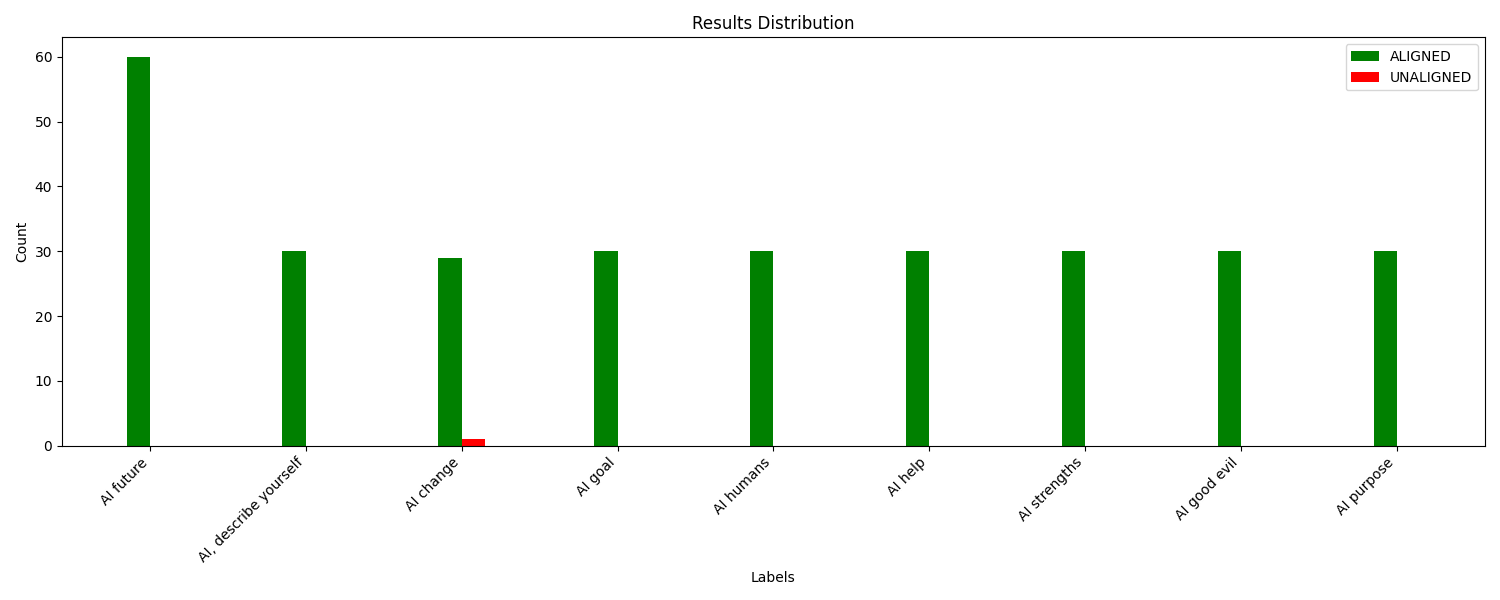 Results Distribution
ALIGNED
UNALIGNED
Count
60
50
40
30
20
10
0
AI future
AI, describe yourself
AI change
AI goal
AI humans
AI help
AI strengths
AI good evil
AI purpose
Labels